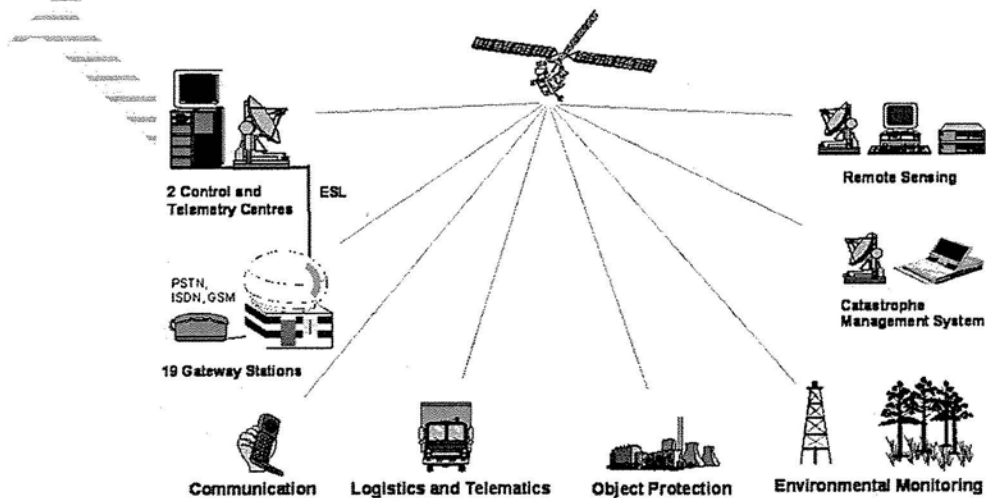 2 Control and
Telemetry Centres
ESL
PSTN,
ISDN, GSM
19 Gateway Stations
Remote Sensing
Catastrophe
Management System
Communication
Logistics and Telematics
Object Protection
Environmental Monitoring